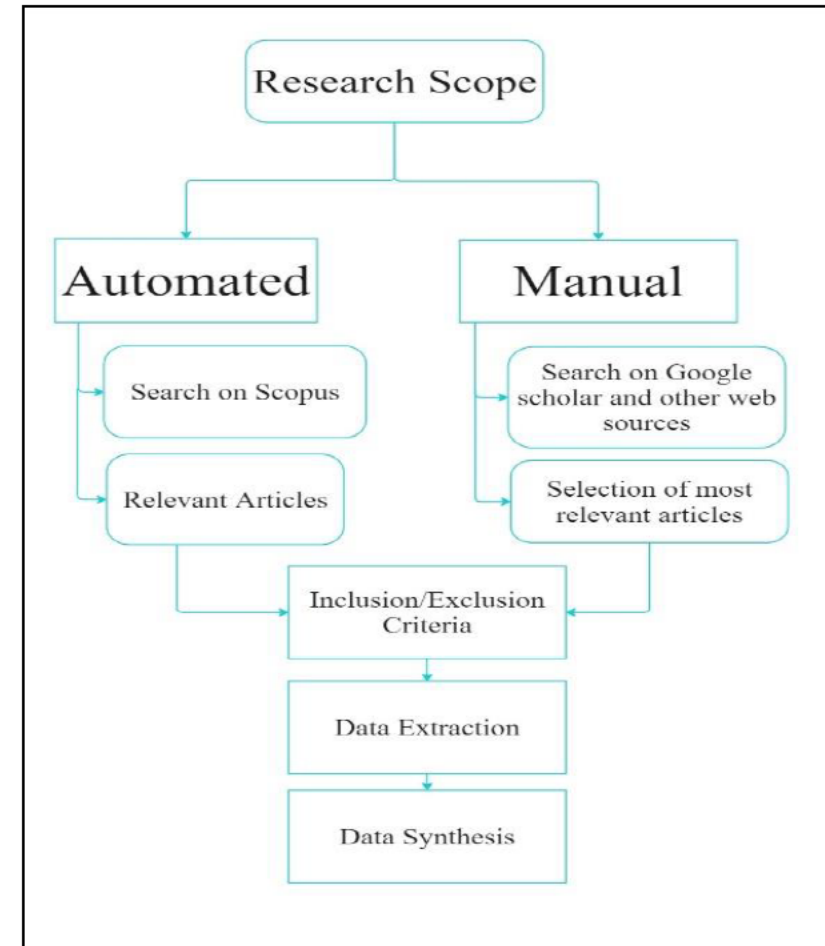 Research Scope
Automated
Manual
Search on Scopus
Search on Google
scholar and other web
sources
Relevant Articles
Selection of most
relevant articles
Inclusion/Exclusion
Criteria
Data Extraction
Data Synthesis